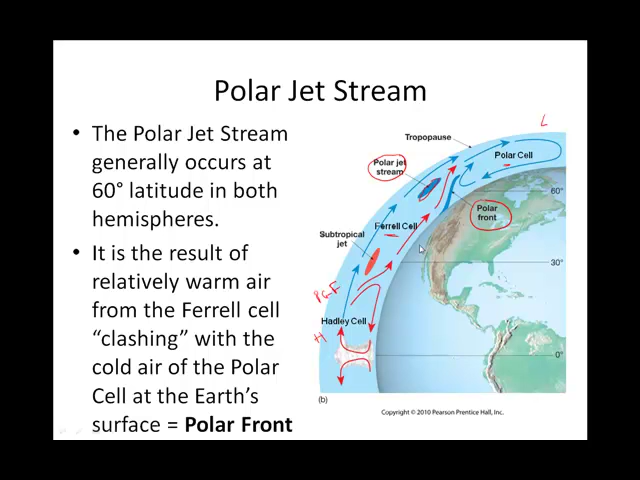 Polar Jet Stream
• The Polar Jet Stream
generally occurs at
60° latitude in both
hemispheres.
• It is the result of
relatively warm air
from the Ferrell cell
“clashing” with the
cold air of the Polar
Cell at the Earth’s
surface = Polar Front
L
Tropopause
Polar Cell
Polar jet
stream
60°
Polar
front
Ferrell Cell
Subtropical
jet
30°
PGF
Hadley Cell
H
0°
(b)
Copyright © 2010 Pearson Prentice Hall, Inc.